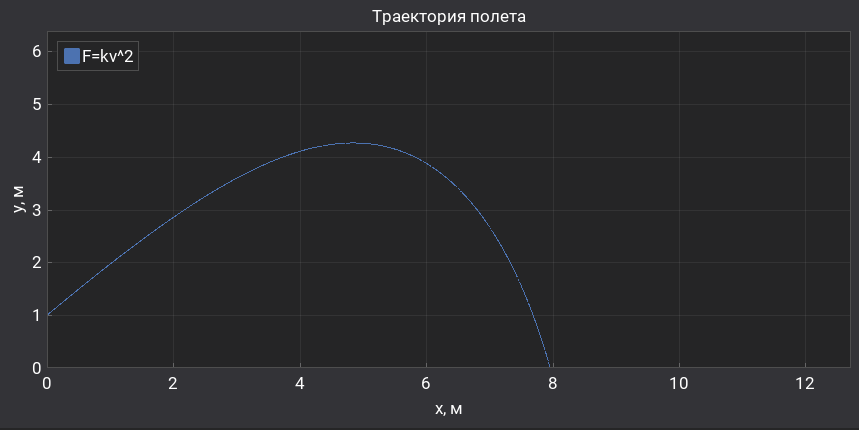 Траектория полета
F=kv^2
y, м
6
5
4
3
2
1
0
0 2 4 6 8 10 12
x, м